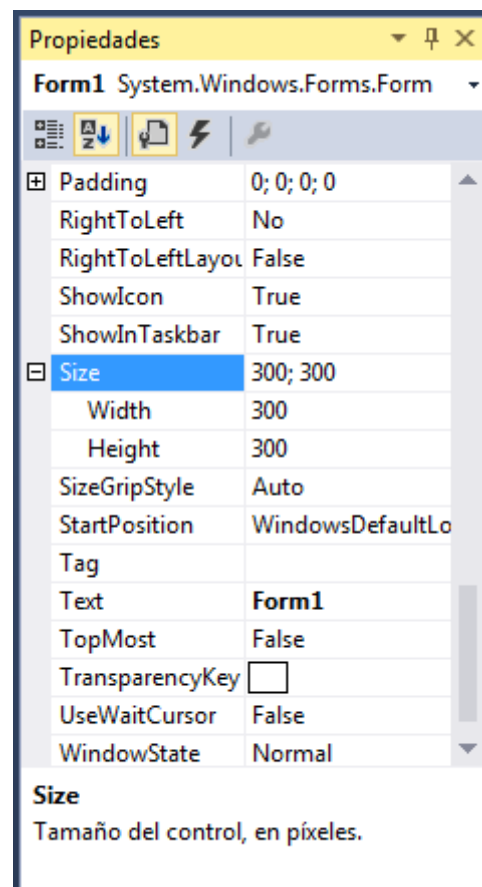 Propiedades
Form1 System.Windows.Forms.Form
Padding 0; 0; 0; 0
RightToLeft No
RightToLeftLayou False
ShowIcon True
ShowInTaskbar True
Size 300; 300
Width 300
Height 300
SizeGripStyle Auto
StartPosition WindowsDefaultLo
Tag
Text Form1
TopMost False
TransparencyKey
UseWaitCursor False
WindowState Normal
Size
Tamaño del control, en píxeles.